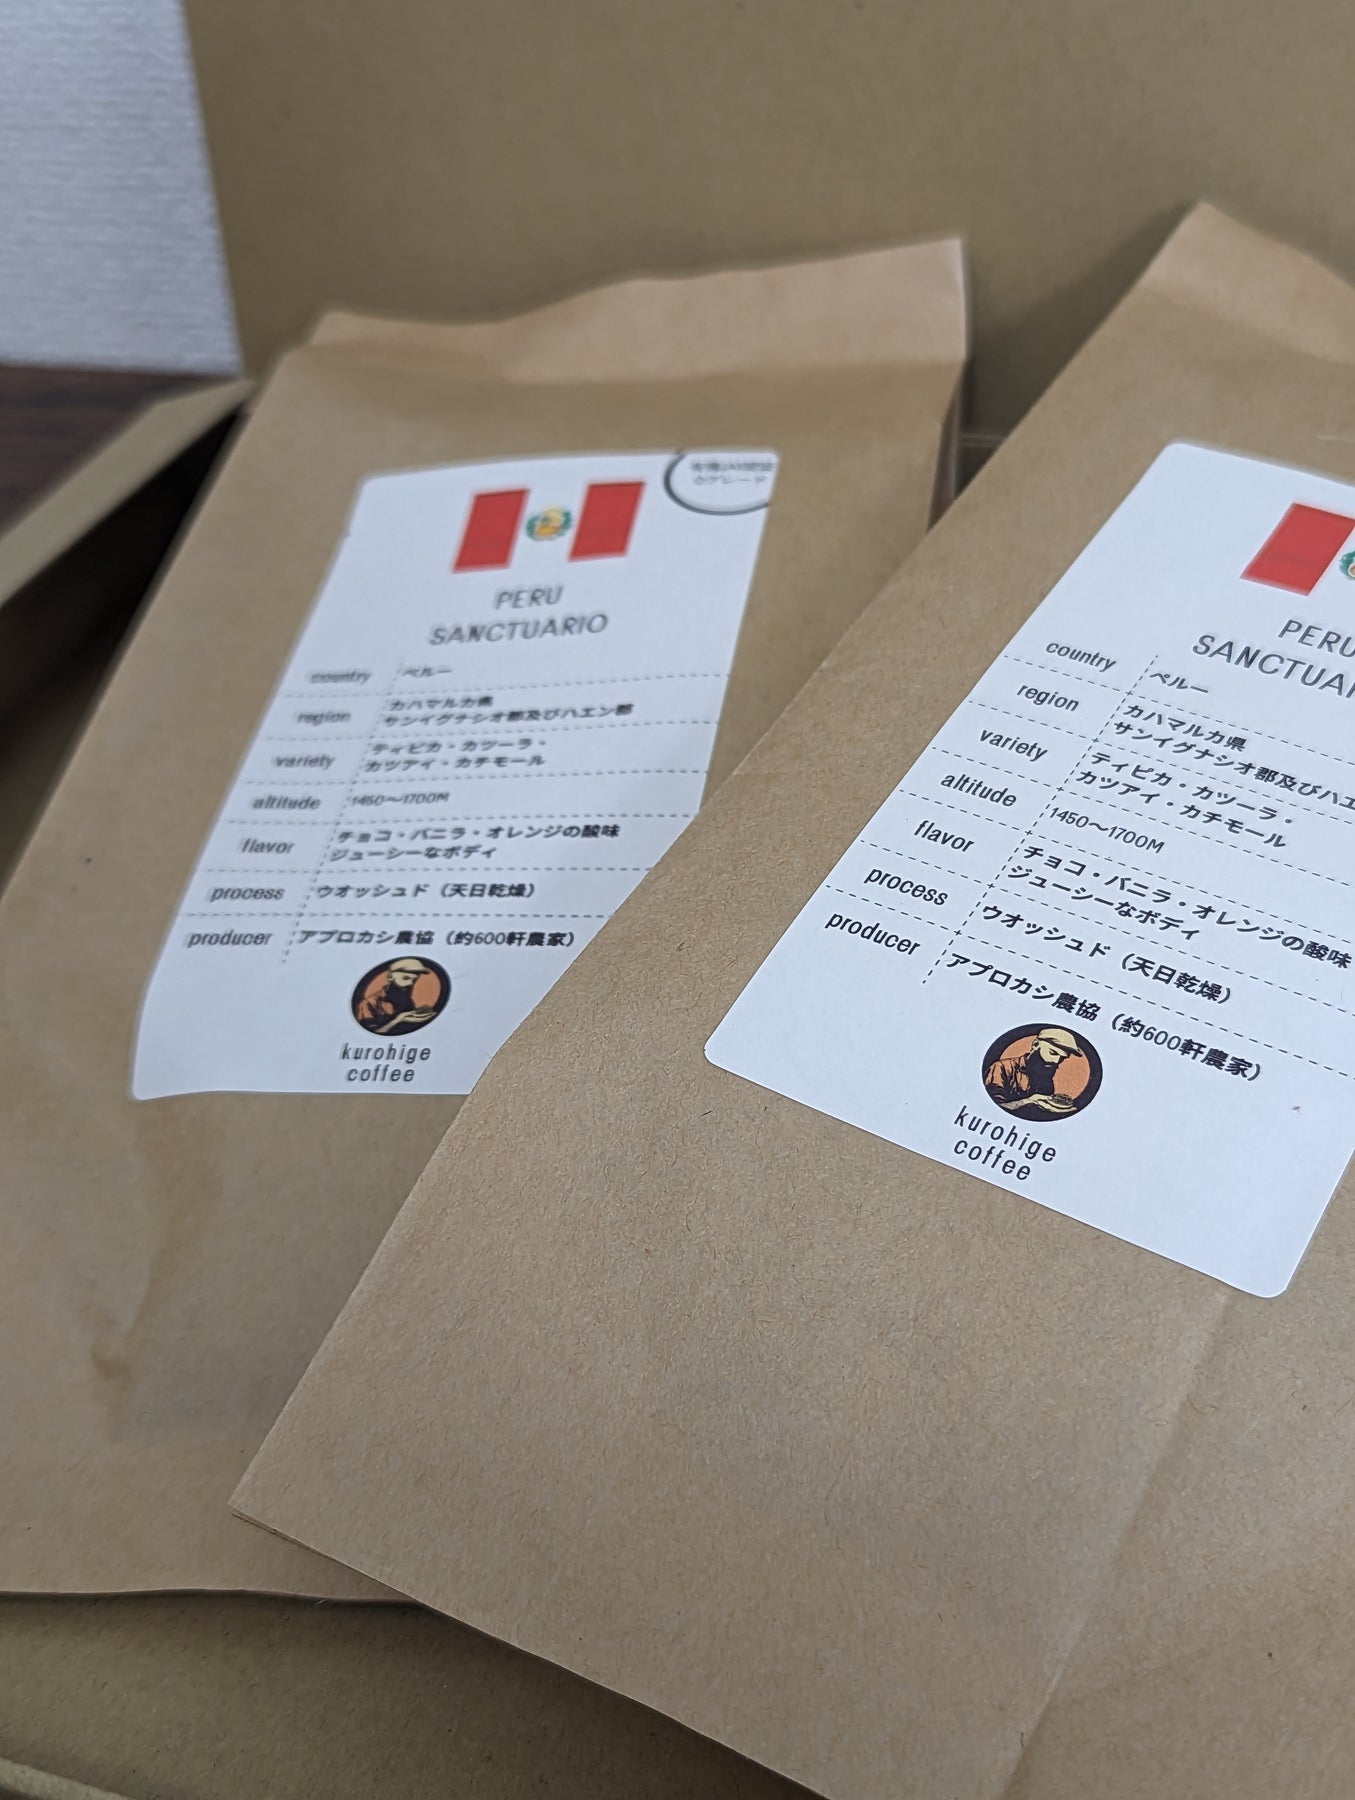 のグレード
PERU
SANCTUARIO
country ペルー
region カハマルカ県
サンイグナシオ郡及びハエン郡
variety ティピカ・カツーラ・
カツアイ・カチモール
altitude 1450〜1700M
flavor チョコ・バニラ・オレンジの酸味
ジューシーなボディ
process ウオッシュド（天日乾燥）
producer アプロカシ農協（約600軒農家）
kurohige
coffee
PERU
SANCTUAR
country ペルー
region カハマルカ県
サンイグナシオ郡及びハエ
variety ティピカ・カツーラ・
カツアイ・カチモール
altitude 1450〜1700M
flavor チョコ・バニラ・オレンジの酸味
ジューシーなボディ
process ウオッシュド（天日乾燥）
producer アプロカシ農協（約600軒農家）
kurohige
coffee